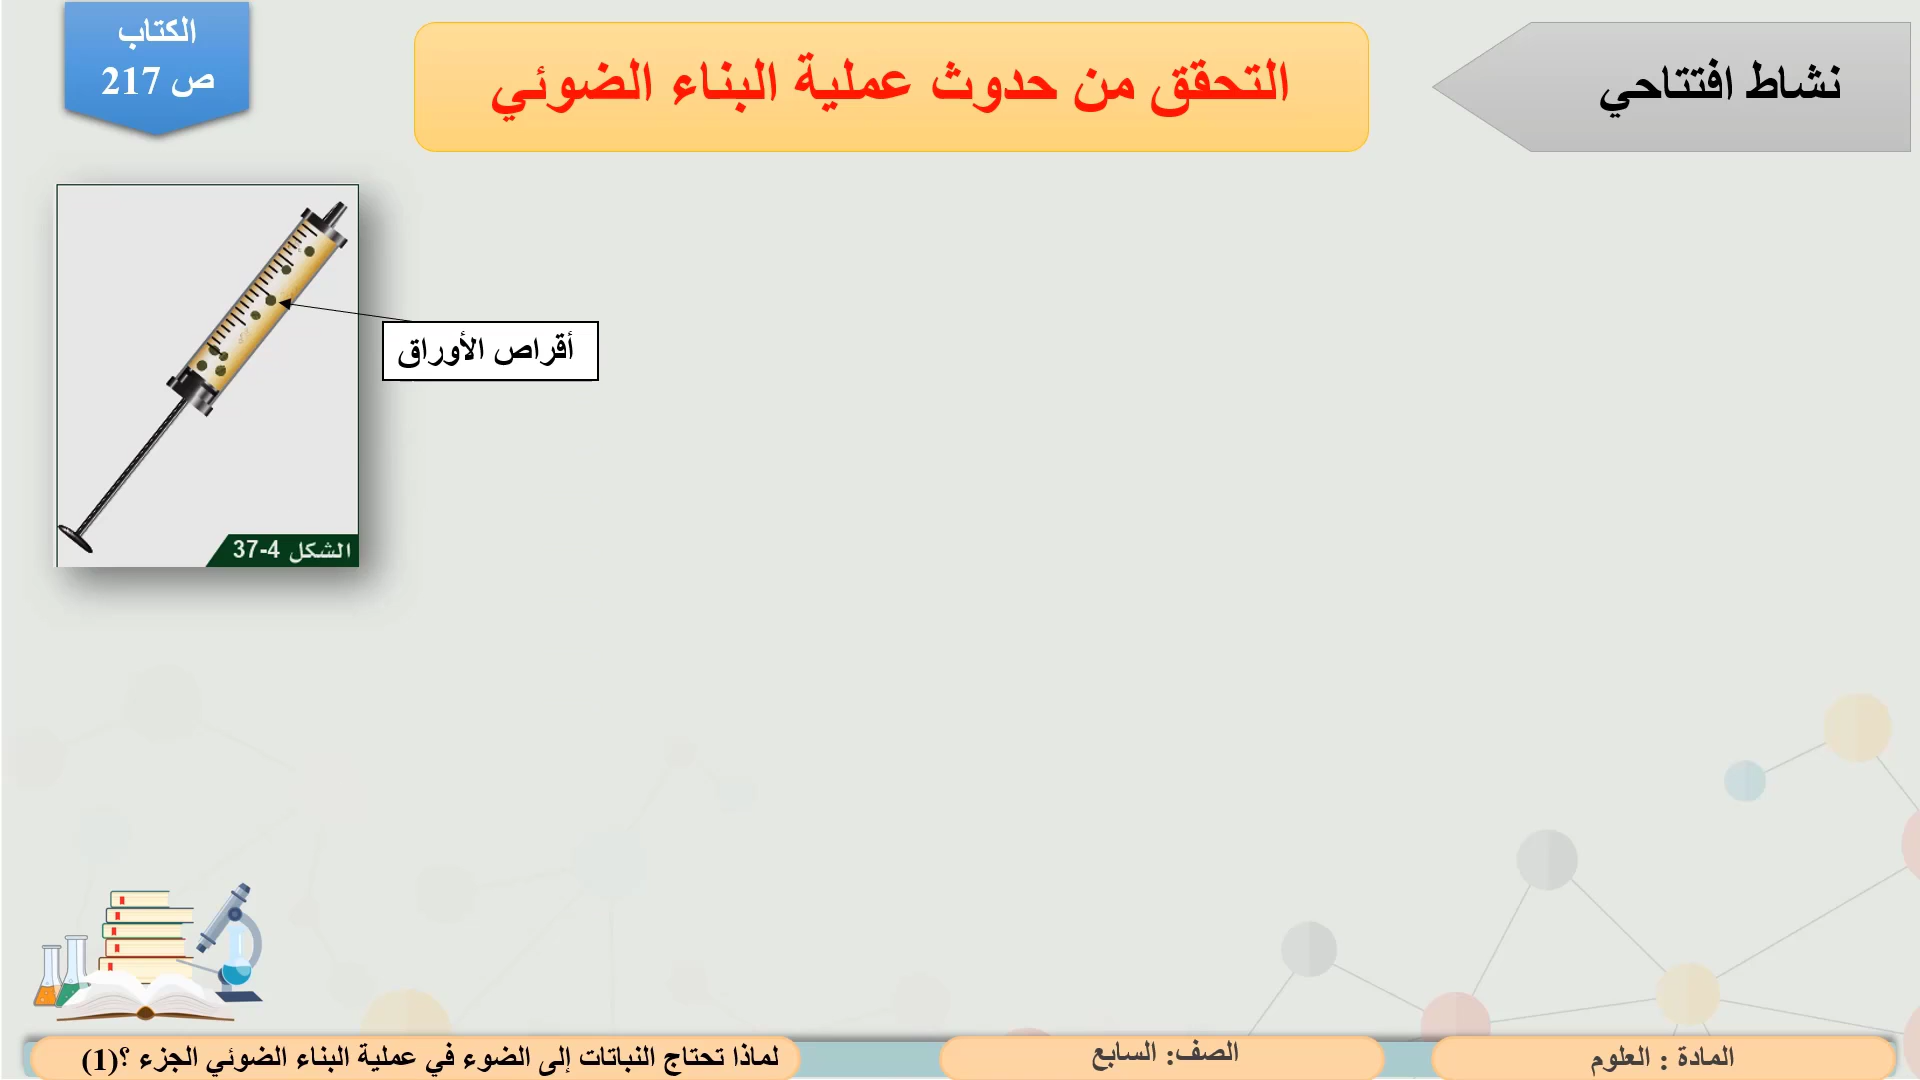 نشاط افتتاحي
التحقق من حدوث عملية البناء الضوئي
الكتاب
ص 217
أقراص الأوراق
الشكل 4-37
المادة : العلوم
الصف: السابع
لماذا تحتاج النباتات إلى الضوء في عملية البناء الضوئي الجزء ؟(1)